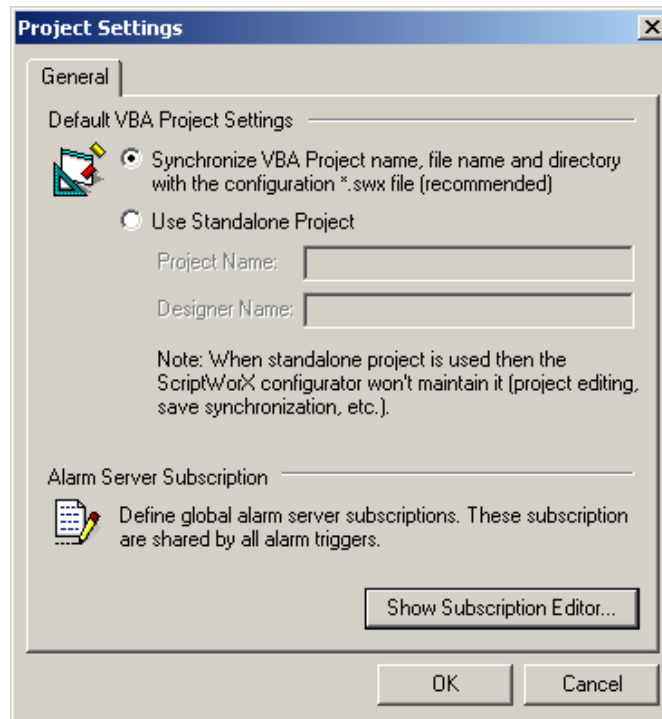 Project Settings
General
Default VBA Project Settings
Synchronize VBA Project name, file name and directory
with the configuration *.swx file (recommended)
Use Standalone Project
Project Name:
Designer Name:
Note: When standalone project is used then the
ScriptWorX configurator won't maintain it (project editing,
save synchronization, etc.).
Alarm Server Subscription
Define global alarm server subscriptions. These subscription
are shared by all alarm triggers.
Show Subscription Editor...
OK
Cancel